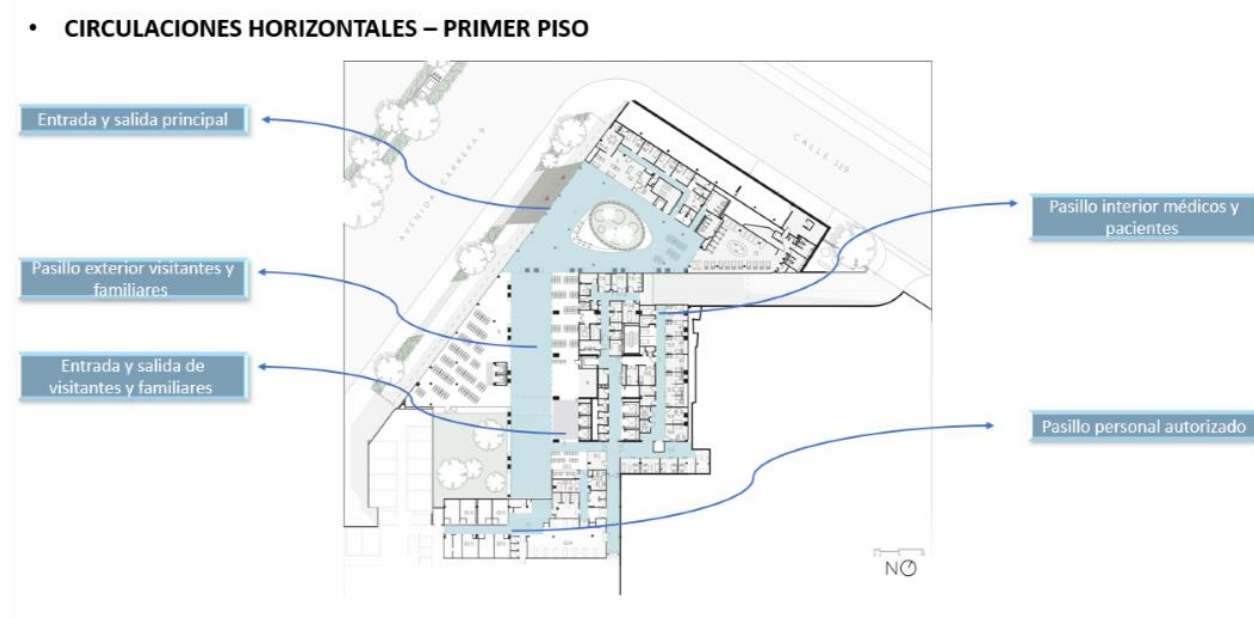 • CIRCULACIONES HORIZONTALES – PRIMER PISO
Entrada y salida principal
Pasillo exterior visitantes y
familiares
Entrada y salida de
visitantes y familiares
AVENIDA CARRERA 9
CALLE 119
Pasillo interior médicos y
pacientes
Pasillo personal autorizado
N